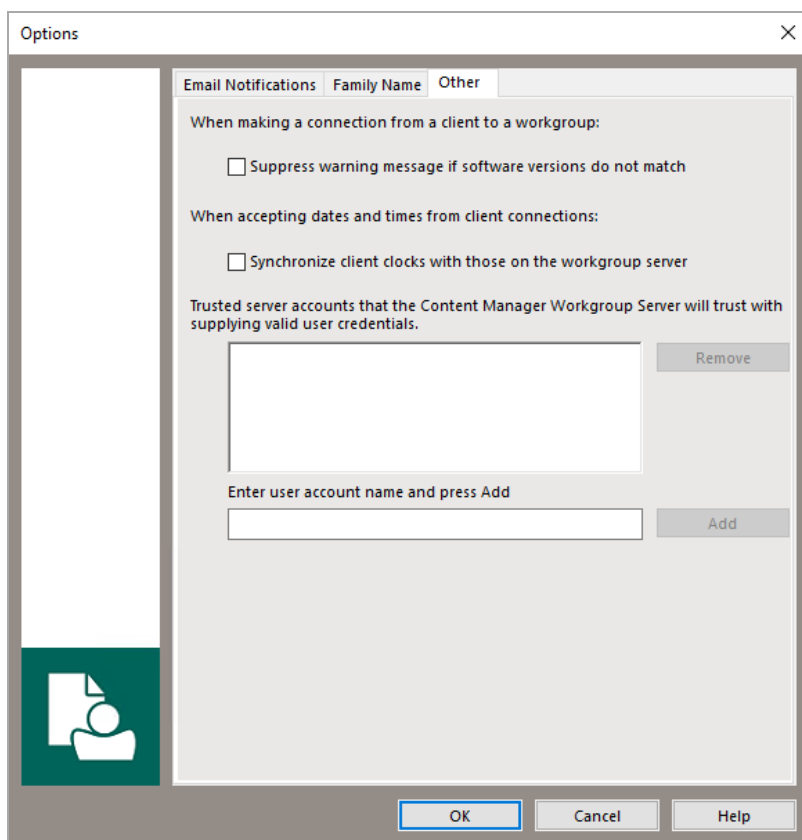 Options
Email Notifications Family Name Other
When making a connection from a client to a workgroup:
Suppress warning message if software versions do not match
When accepting dates and times from client connections:
Synchronize client clocks with those on the workgroup server
Trusted server accounts that the Content Manager Workgroup Server will trust with
supplying valid user credentials.
Remove
Enter user account name and press Add
Add
OK Cancel Help